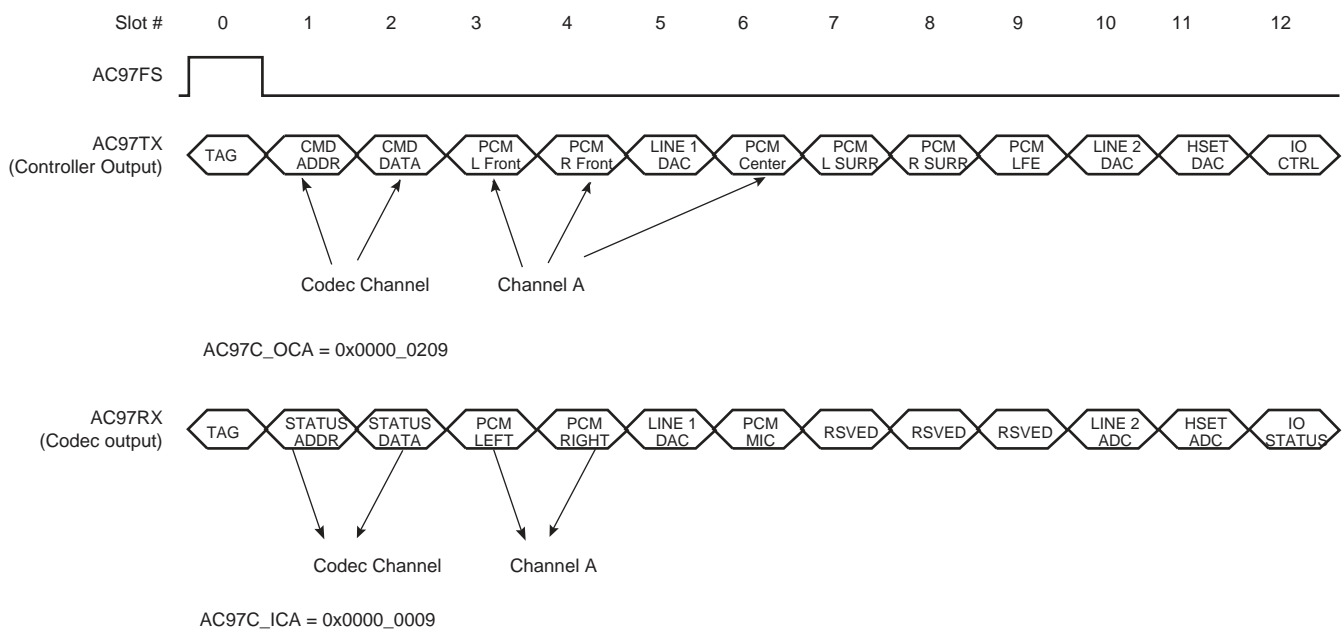 Slot # 0 1 2 3 4 5 6 7 8 9 10 11 12
AC97FS
AC97TX
(Controller Output)
TAG
CMD
ADDR
CMD
DATA
PCM
L Front
PCM
R Front
LINE 1
DAC
PCM
Center
PCM
L SURR
PCM
R SURR
PCM
LFE
LINE 2
DAC
HSET
DAC
IO
CTRL
Codec Channel
Channel A
AC97C_OCA = 0x0000_0209
AC97RX
(Codec output)
TAG
STATUS
ADDR
STATUS
DATA
PCM
LEFT
PCM
RIGHT
LINE 1
DAC
PCM
MIC
RSVED
RSVED
RSVED
LINE 2
ADC
HSET
ADC
IO
STATUS
Codec Channel
Channel A
AC97C_ICA = 0x0000_0009